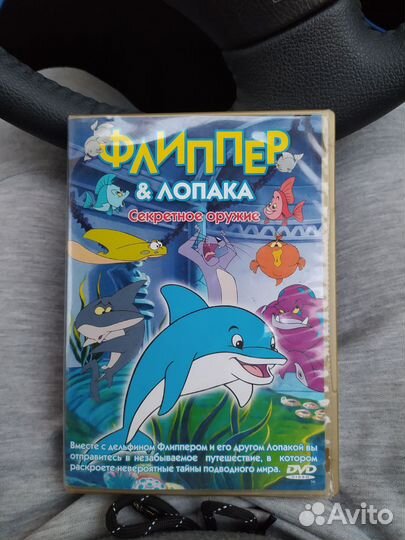 ФЛИППЕР
& ЛОПАКА
Секретное оружие
Вместе с дельфином Флиппером и его другом Лопакой вы
отправитесь в незабываемое путешествие, в котором
раскроете невероятные тайны подводного мира.
DVD
VIDEO
Avito